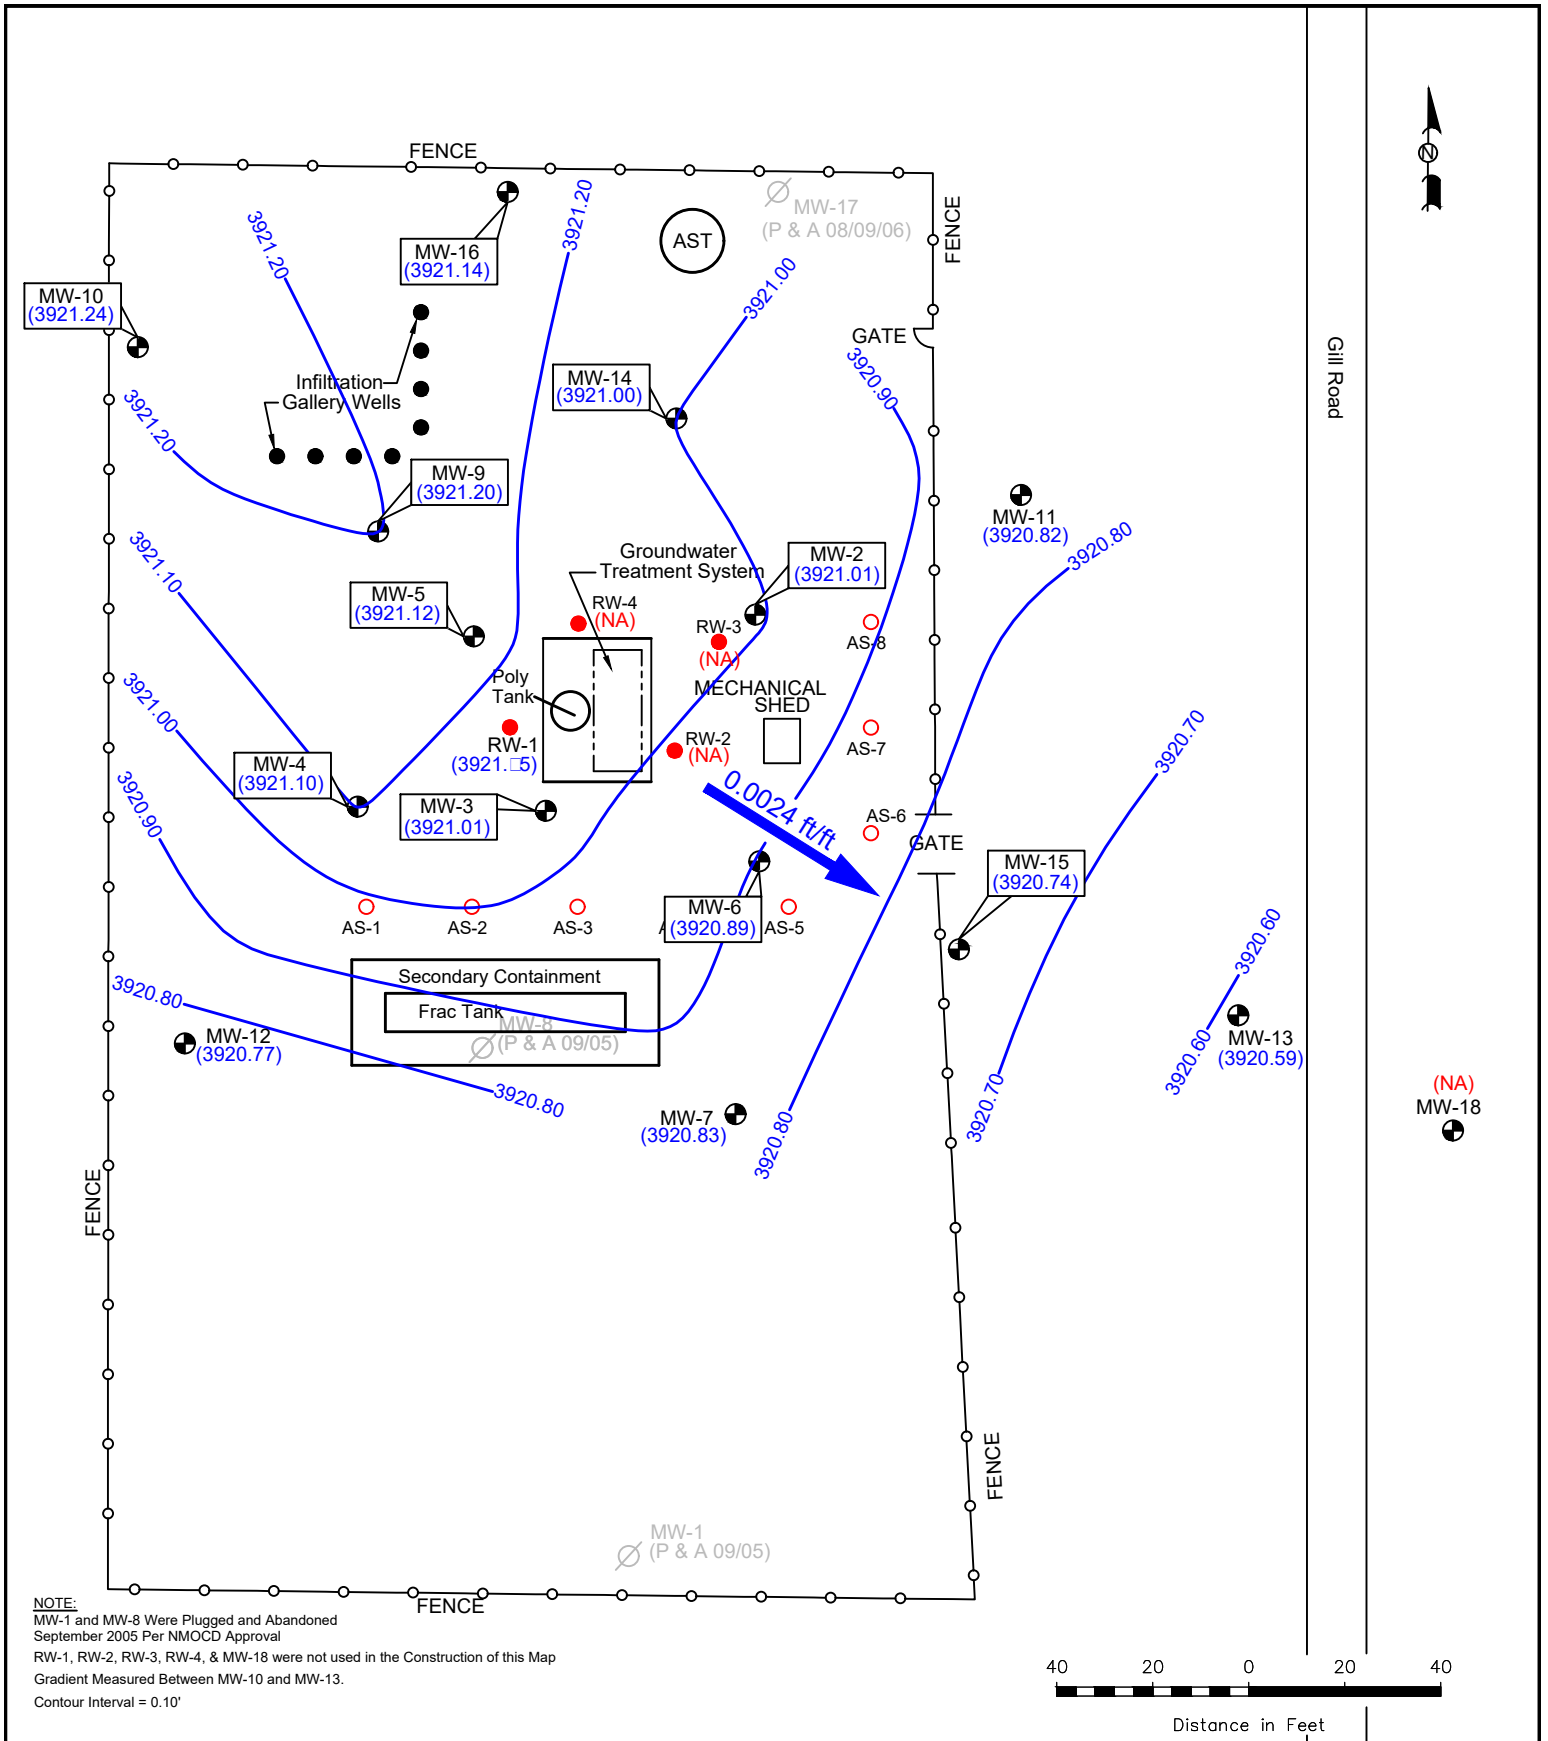 FENCE
MW-17
(P & A 08/09/06)
FENCE
AST
3921.20
3921.20
MW-16
(3921.14)
3921.00
N
MW-10
(3921.24)
GATE
Gill Road
Infiltration
Gallery Wells
MW-14
(3921.00)
3920.90
3921.20
MW-9
(3921.20)
MW-11
(3920.82)
3920.80
3921.10
Groundwater
Treatment System
MW-2
(3921.01)
MW-5
(3921.12)
RW-4
(NA)
RW-3
(NA)
AS-8
Poly
Tank
MECHANICAL
SHED
3921.00
3920.70
RW-1
(3921.□5)
RW-2
(NA)
AS-7
MW-4
(3921.10)
3920.90
MW-3
(3921.01)
0.0024 ft/ft
AS-6
GATE
MW-15
(3920.74)
MW-6
(3920.89)
AS-1
AS-2
AS-3
AS-5
3920.60
Secondary Containment
Frac Tank
3920.80
MW-8
(P & A 09/05)
MW-12
(3920.77)
MW-13
(3920.59)
3920.60
3920.80
(NA)
MW-18
MW-7
(3920.83)
3920.80
3920.70
FENCE
FENCE
MW-1
(P & A 09/05)
FENCE
NOTE:
MW-1 and MW-8 Were Plugged and Abandoned
September 2005 Per NMOCD Approval
RW-1, RW-2, RW-3, RW-4, & MW-18 were not used in the Construction of this Map
Gradient Measured Between MW-10 and MW-13.
Contour Interval = 0.10'
40 20 0 20 40
Distance in Feet